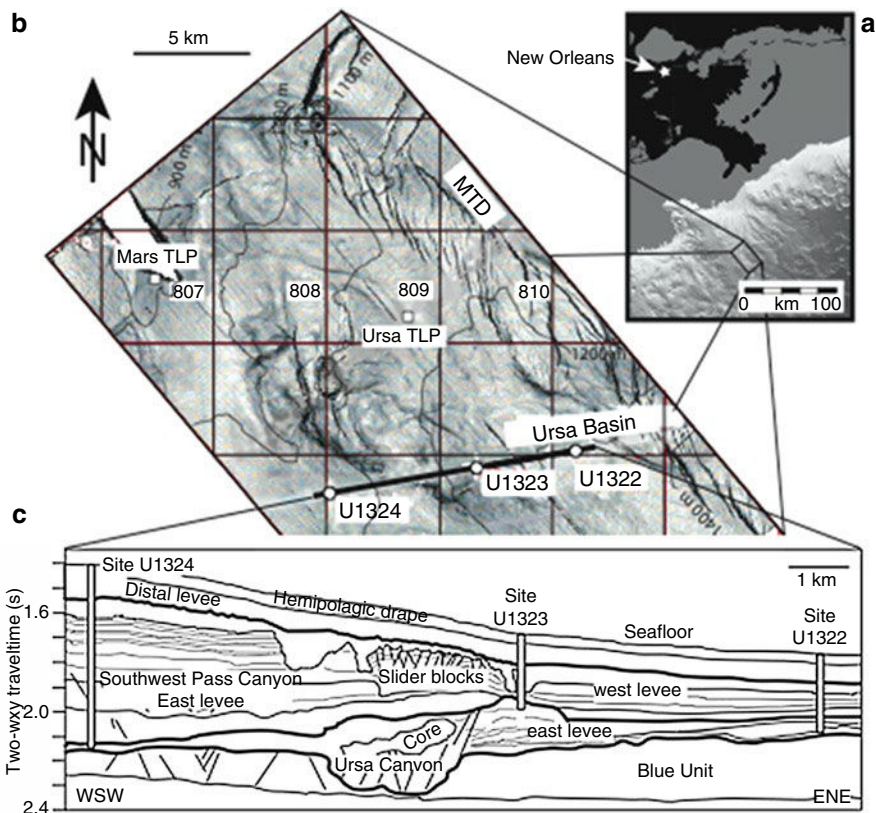 b
5 km
New Orleans
a
N
900 m
1100 m
MTD
Mars TLP
807
808
809
810
Ursa TLP
1200 m
0 km 100
Ursa Basin
U1323
U1322
U1324
1400 m
c
Site U1324
1 km
Distal levee
Hemipolagic drape
Site
U1323
Seafloor
Site
U1322
1.6
Southwest Pass Canyon
East levee
Slider blocks
west levee
2.0
Core
east levee
Ursa Canyon
Blue Unit
WSW
ENE
2.4
Two-wxy traveltime (s)